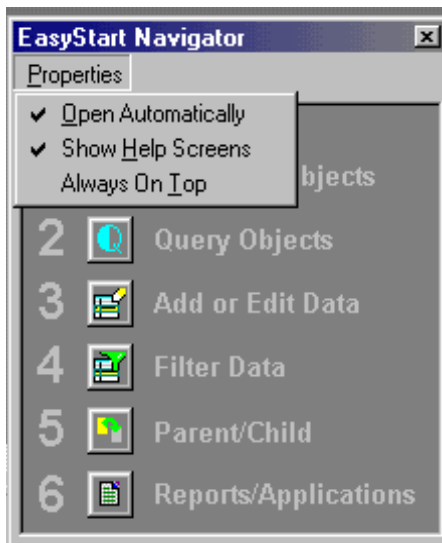 EasyStart Navigator
Properties
Open Automatically
Show Help Screens
Always On Top
bjects
2 Query Objects
3 Add or Edit Data
4 Filter Data
5 Parent/Child
6 Reports/Applications